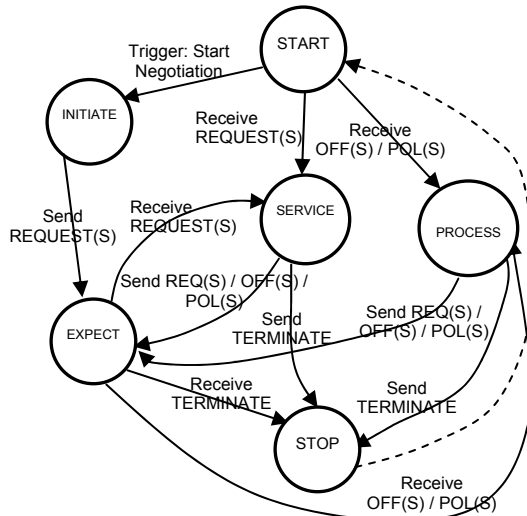 START
Trigger: Start
Negotiation
INITIATE
Receive
REQUEST(S)
Receive
OFF(S) / POL(S)
Send
REQUEST(S)
Receive
REQUEST(S)
SERVICE
PROCESS
Send REQ(S) / OFF(S) /
POL(S)
Send
TERMINATE
Send REQ(S) /
OFF(S) / POL(S)
EXPECT
Receive
TERMINATE
Send
TERMINATE
STOP
Receive
OFF(S) / POL(S)